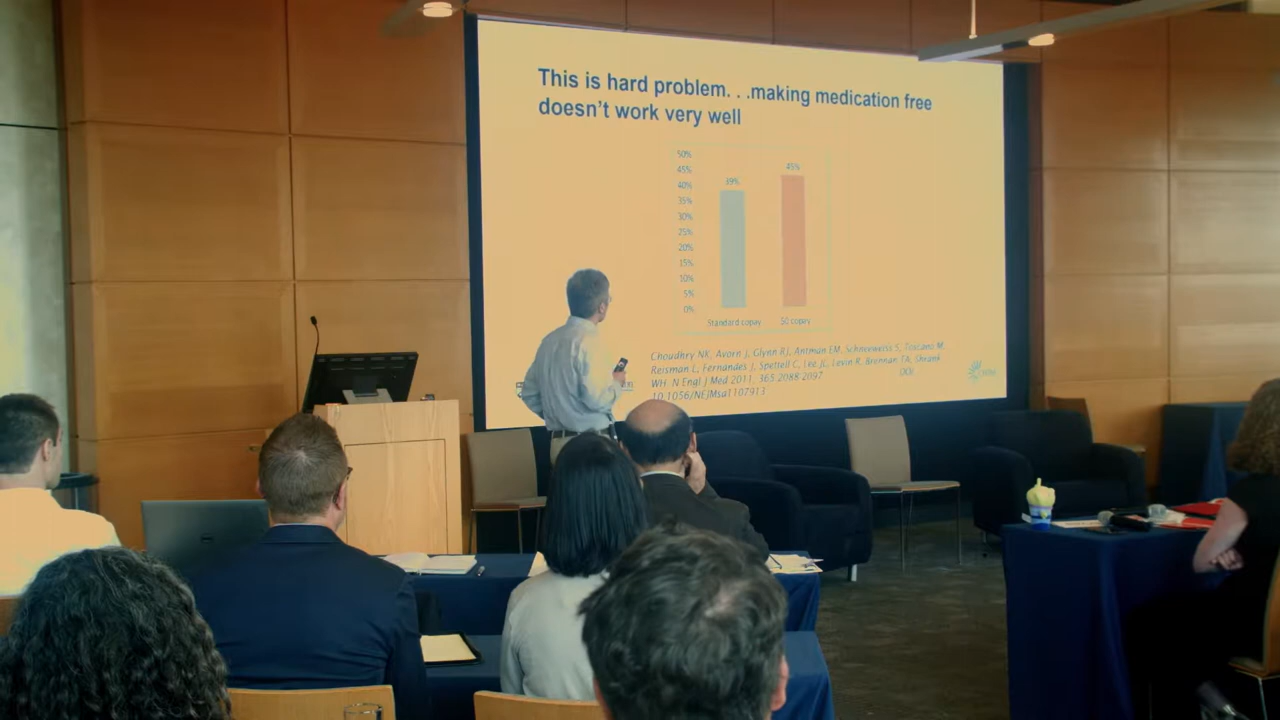 This is hard problem. . .making medication free
doesn't work very well
50%
45%
40%
35%
30%
25%
20%
15%
10%
5%
0%
39%
45%
Standard copay
$0 copay
Choudhry NK, Avorn J, Glynn RJ, Antman EM, Schneeweiss S, Toscano M,
Reisman L, Fernandes J, Spettell C, Lee JL, Levin R, Brennan TA, Shrank
WH. N Engl J Med 2011; 365:2088-2097
DOI:
10.1056/NEJMsa1107913